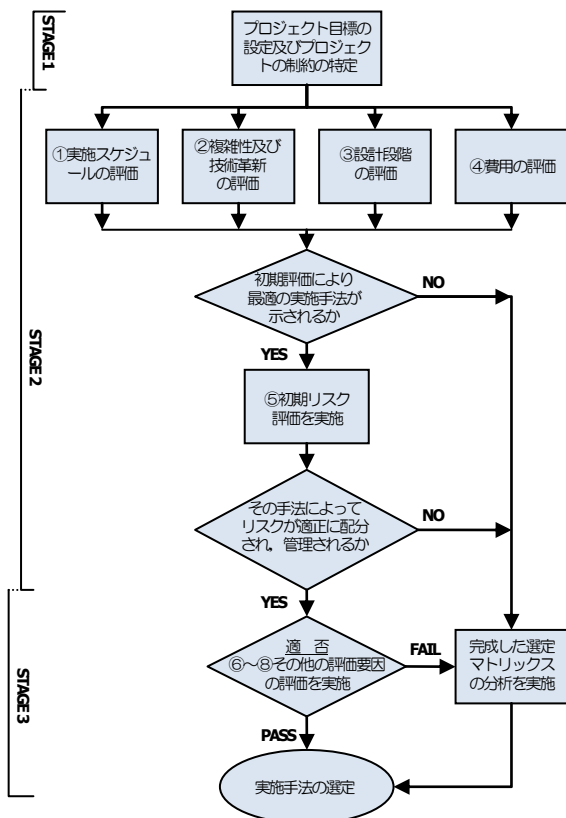 STAGE1
プロジェクト目標の
設定及びプロジェク
トの制約の特定
STAGE2
①実施スケジュ
ールの評価
②複雑性及び
技術革新
の評価
③設計段階
の評価
④費用の評価
初期評価により
最適の実施手法が
示されるか
NO
YES
⑤初期リスク
評価を実施
その手法によって
リスクが適正に配分
され，管理されるか
NO
YES
STAGE3
適　否
⑥～⑧その他の評価要因
の評価を実施
FAIL
完成した選定
マトリックス
の分析を実施
PASS
実施手法の選定